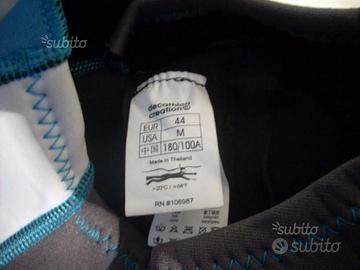 subito
subito
decathlon
creation
EUR 44
USA M
中国 180/100A
Made in Thailand
>20°C / >68°F
RN #106987
subito
subito